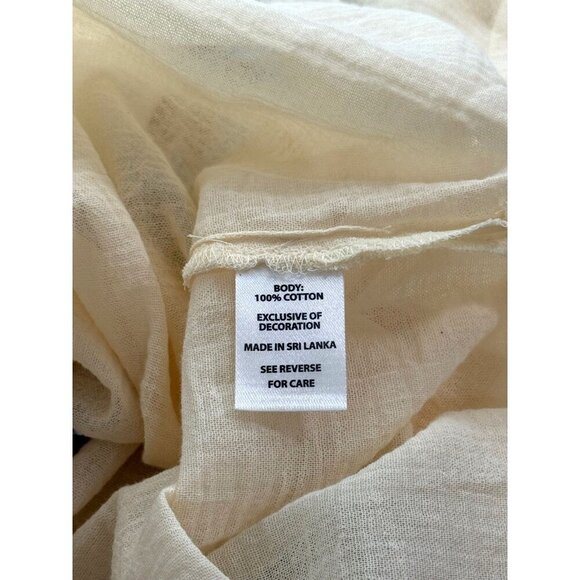 BODY:
100% COTTON
EXCLUSIVE OF
DECORATION
MADE IN SRI LANKA
SEE REVERSE
FOR CARE